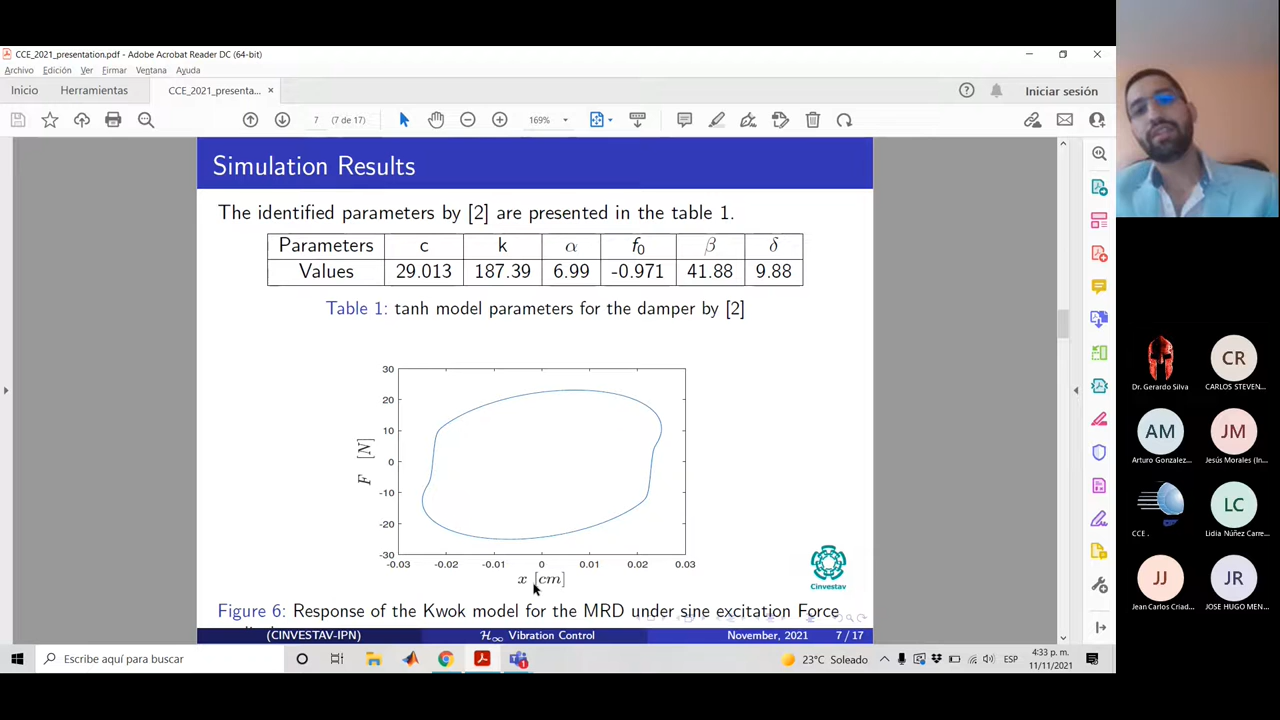 CCE_2021_presentation.pdf - Adobe Acrobat Reader DC (64-bit)
Archivo Edición Ver Firmar Ventana Ayuda
Inicio Herramientas CCE_2021_presenta... × Iniciar sesión
7 (7 de 17) 169%
Simulation Results
The identified parameters by [2] are presented in the table 1.
Parameters c k α f0 β δ
Values 29.013 187.39 6.99 -0.971 41.88 9.88
Table 1: tanh model parameters for the damper by [2]
30
20
10
0
-10
-20
-30
F [N]
-0.03 -0.02 -0.01 0 0.01 0.02 0.03
x [cm]
Cinvestav
Figure 6: Response of the Kwok model for the MRD under sine excitation Force
(CINVESTAV-IPN) H∞ Vibration Control November, 2021 7 / 17
Escribe aquí para buscar
23°C Soleado ESP
4:33 p. m.
11/11/2021
CR
Dr. Gerardo Silva CARLOS STEVEN...
AM JM
Arturo Gonzalez... Jesús Morales (In...
LC
CCE . Lidia Núñez Carre...
JJ JR
Jean Carlos Criad... JOSE HUGO MEN...